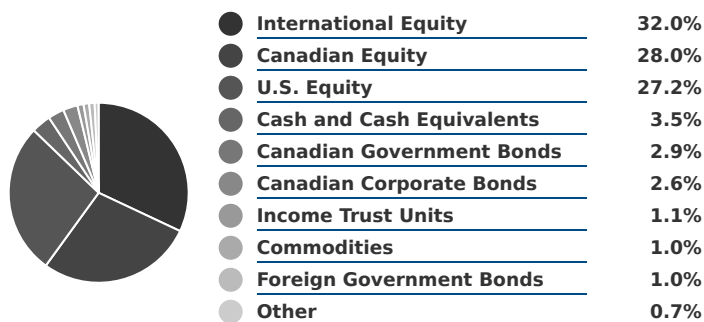 International Equity 32.0%
Canadian Equity 28.0%
U.S. Equity 27.2%
Cash and Cash Equivalents 3.5%
Canadian Government Bonds 2.9%
Canadian Corporate Bonds 2.6%
Income Trust Units 1.1%
Commodities 1.0%
Foreign Government Bonds 1.0%
Other 0.7%